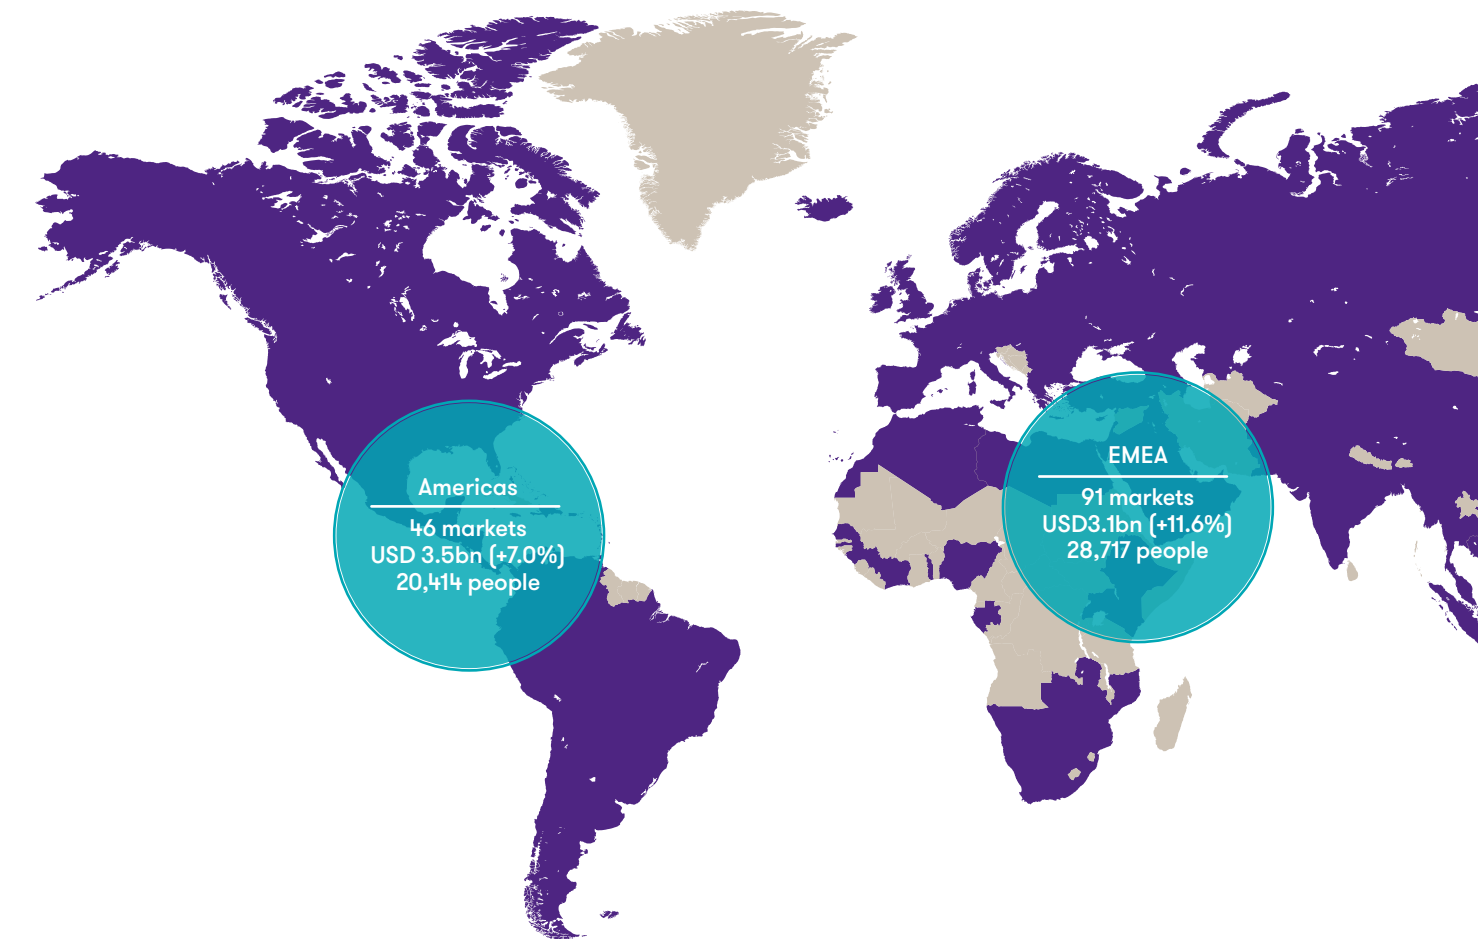 Americas
46 markets
USD 3.5bn (+7.0%)
20,414 people
EMEA
91 markets
USD3.1bn (+11.6%)
28,717 people